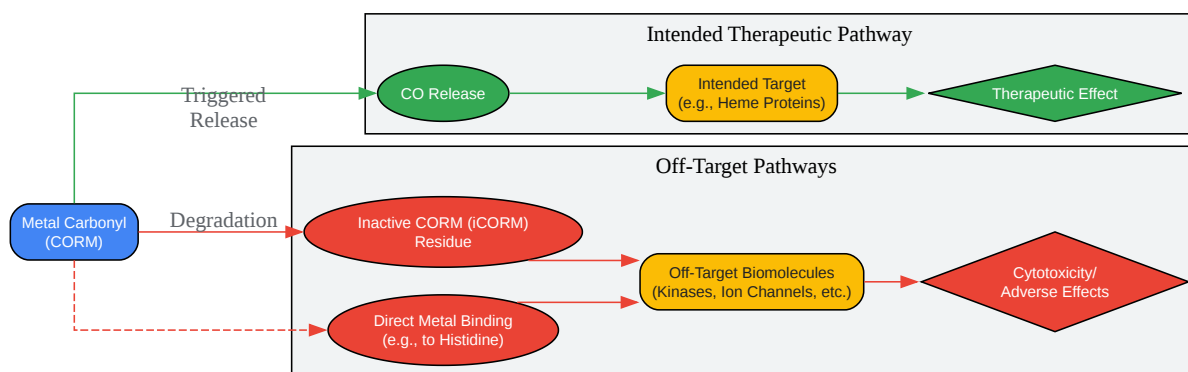 Intended Therapeutic Pathway
Triggered
Release
CO Release
Intended Target
(e.g., Heme Proteins)
Therapeutic Effect
Off-Target Pathways
Metal Carbonyl
(CORM)
Degradation
Inactive CORM (iCORM)
Residue
Direct Metal Binding
(e.g., to Histidine)
Off-Target Biomolecules
(Kinases, Ion Channels, etc.)
Cytotoxicity/
Adverse Effects